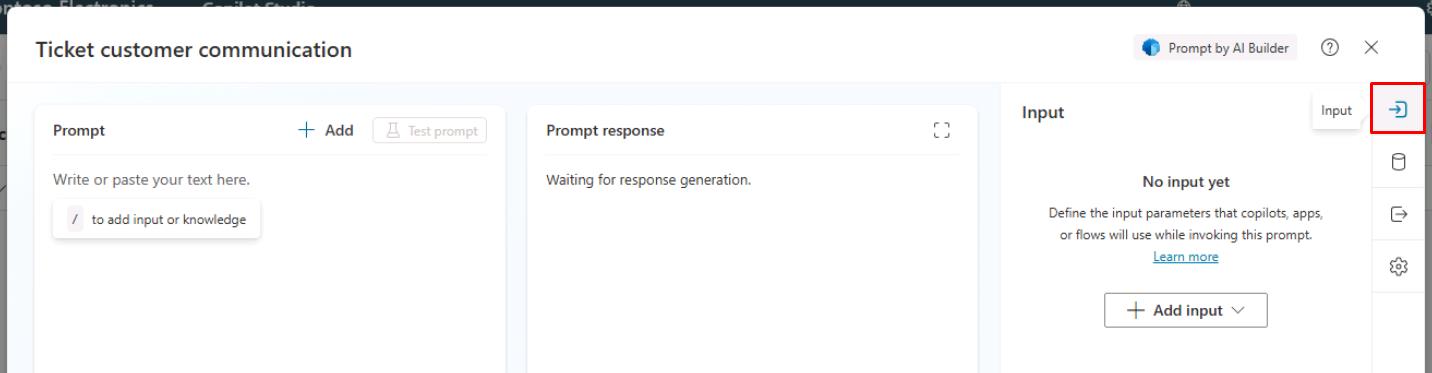 Copilot Studio
Ticket customer communication
Prompt by AI Builder
Prompt
Add
Test prompt
Write or paste your text here.
/ to add input or knowledge
Prompt response
Waiting for response generation.
Input
Input
No input yet
Define the input parameters that copilots, apps,
or flows will use while invoking this prompt.
Learn more
Add input